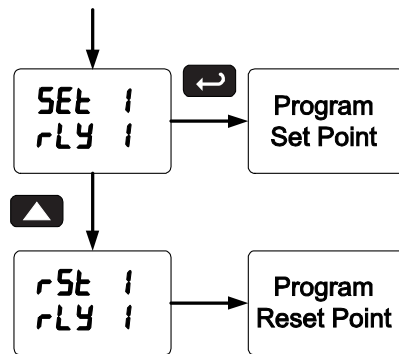 SEt 1
rLY 1
Program
Set Point
rSt 1
rLY 1
Program
Reset Point